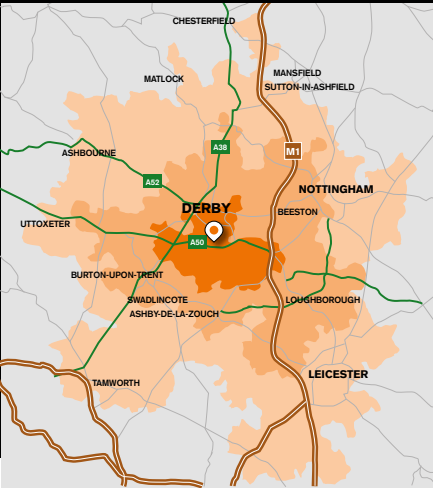 CHESTERFIELD
MATLOCK
MANSFIELD
SUTTON-IN-ASHFIELD
A38
M1
ASHBOURNE
A52
NOTTINGHAM
DERBY
BEESTON
UTTOXETER
A50
BURTON-UPON-TRENT
SWADLINCOTE
LOUGHBOROUGH
ASHBY-DE-LA-ZOUCH
LEICESTER
TAMWORTH